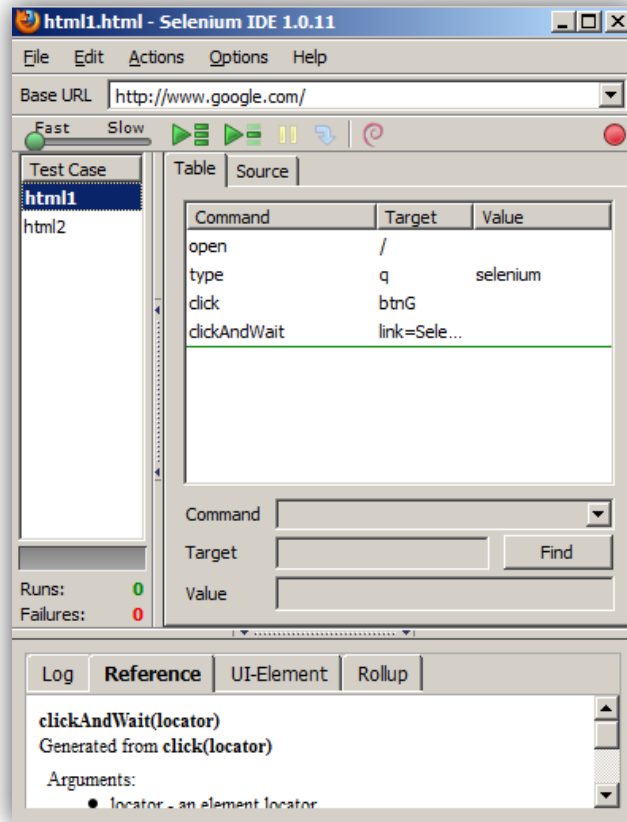 html1.html - Selenium IDE 1.0.11
File Edit Actions Options Help
Base URL http://www.google.com/
Fast Slow
Test Case
html1
html2
Table Source
Command Target Value
open /
type q selenium
click btnG
clickAndWait link=Sele...
Command
Target Find
Value
Runs: 0
Failures: 0
Log Reference UI-Element Rollup
clickAndWait(locator)
Generated from click(locator)
Arguments:
● locator - an element locator